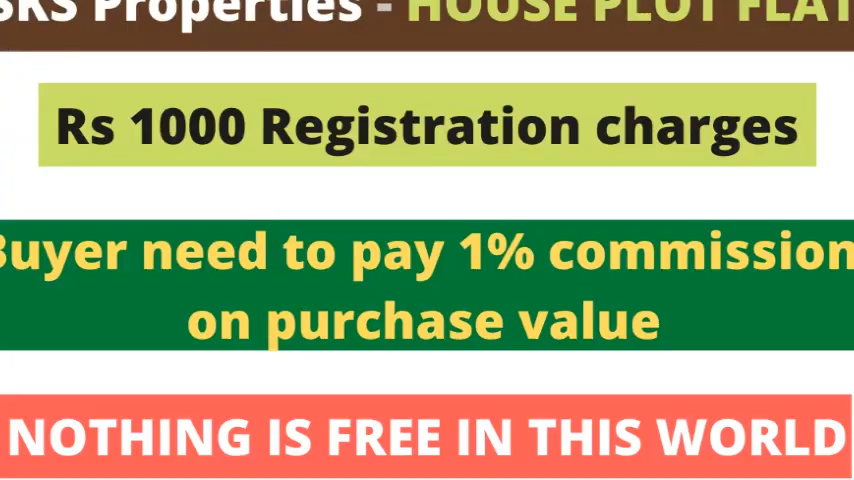 SKS Properties - HOUSE PLOT FLAT
Rs 1000 Registration charges
Buyer need to pay 1% commission
on purchase value
NOTHING IS FREE IN THIS WORLD